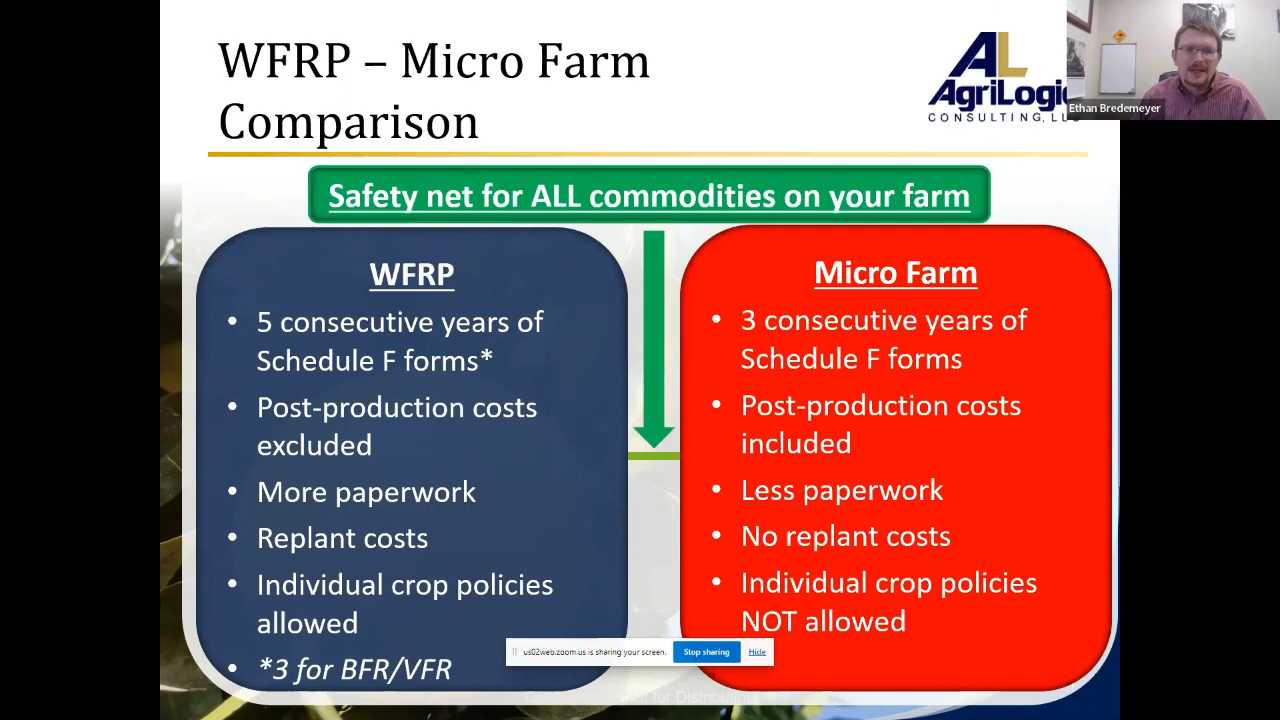 WFRP – Micro Farm
Comparison
AL
AgriLogic
CONSULTING, LL
Ethan Bredemeyer
Safety net for ALL commodities on your farm
WFRP
• 5 consecutive years of
Schedule F forms*
• Post-production costs
excluded
• More paperwork
• Replant costs
• Individual crop policies
allowed
• *3 for BFR/VFR
Micro Farm
• 3 consecutive years of
Schedule F forms
• Post-production costs
included
• Less paperwork
• No replant costs
• Individual crop policies
NOT allowed
us02web.zoom.us is sharing your screen.
Stop sharing
Hide
for